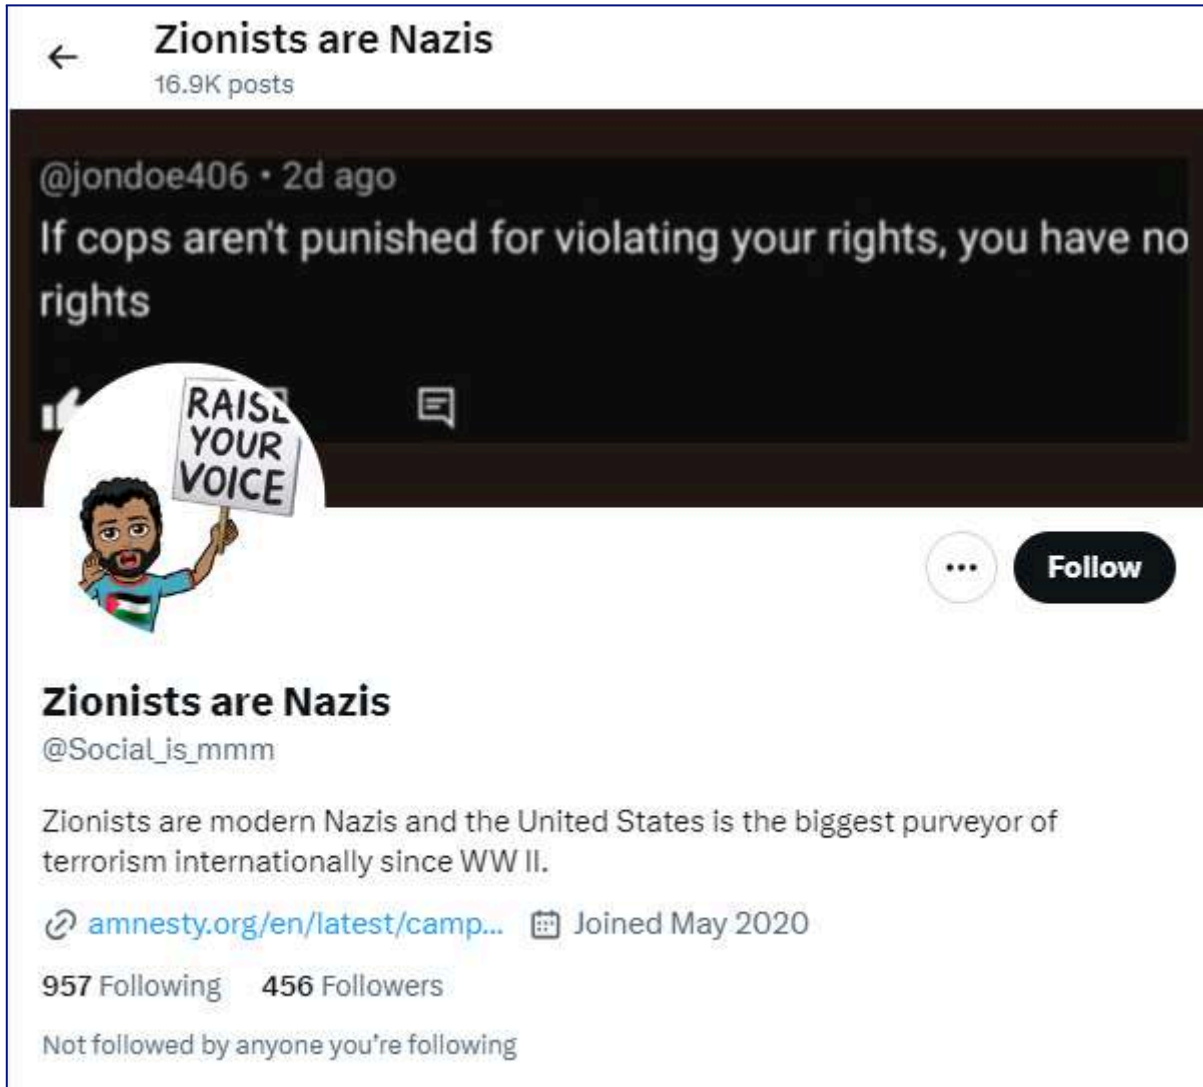 Zionists are Nazis
16.9K posts
@jondoe406 • 2d ago
If cops aren't punished for violating your rights, you have no
rights
RAISE
YOUR
VOICE
Follow
Zionists are Nazis
@Social_is_mmm
Zionists are modern Nazis and the United States is the biggest purveyor of
terrorism internationally since WW II.
amnesty.org/en/latest/camp... Joined May 2020
957 Following 456 Followers
Not followed by anyone you're following